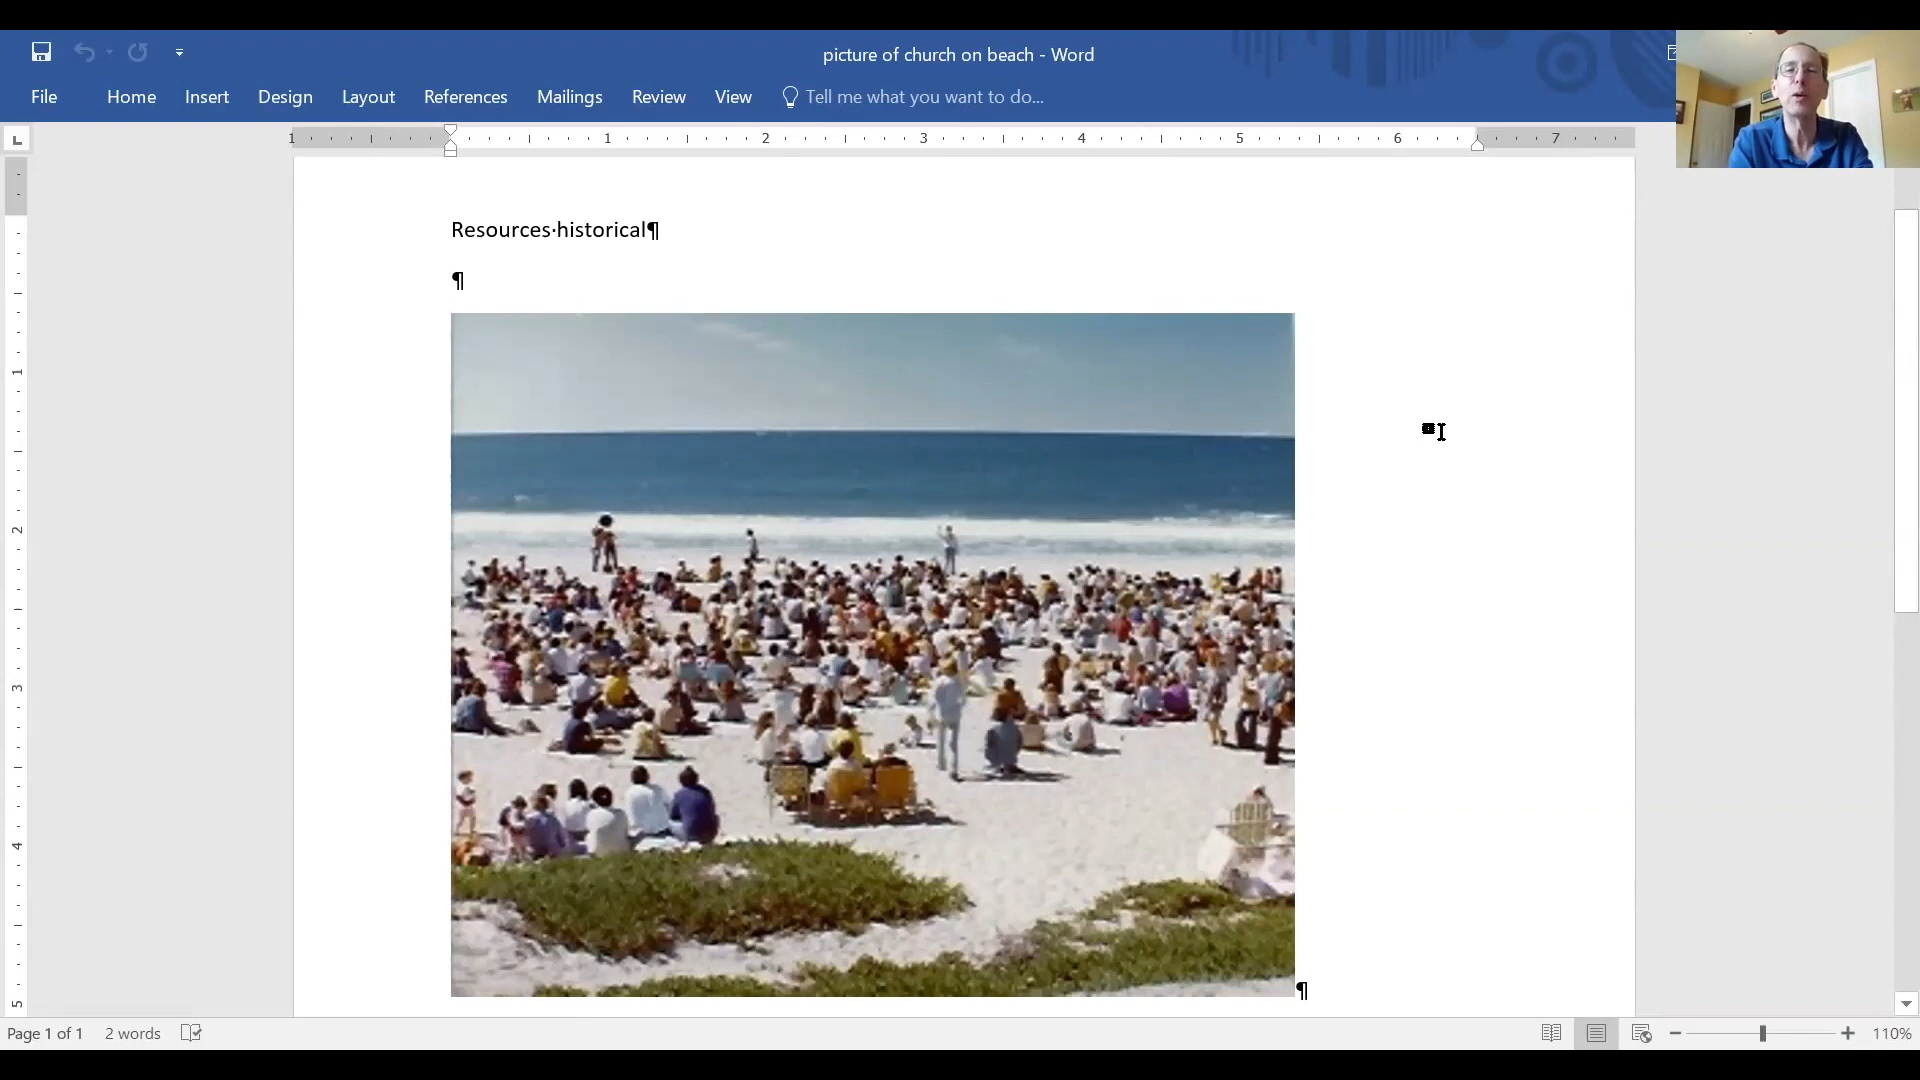 picture of church on beach - Word
File Home Insert Design Layout References Mailings Review View Tell me what you want to do...
1 1 2 3 4 5 6 7
Resources·historical¶
¶
¶
1
2
3
4
5
Page 1 of 1 2 words 110%